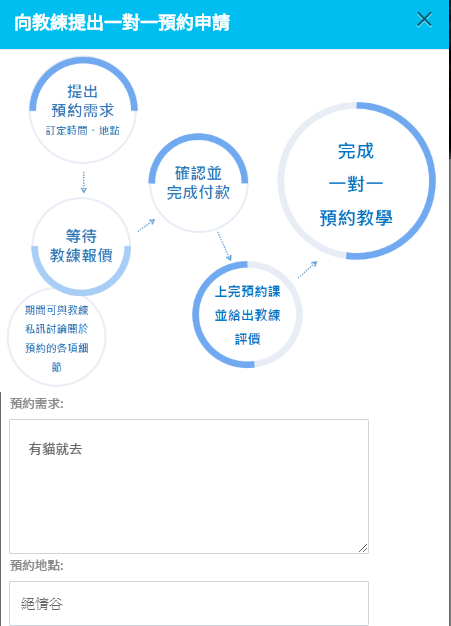 向教練提出一對一預約申請
提出
預約需求
訂定時間、地點
等待
教練報價
期間可與教練
私訊討論關於
預約的各項細
節
確認並
完成付款
上完預約課
並給出教練
評價
完成
一對一
預約教學
預約需求:
有貓就去
預約地點:
絕情谷